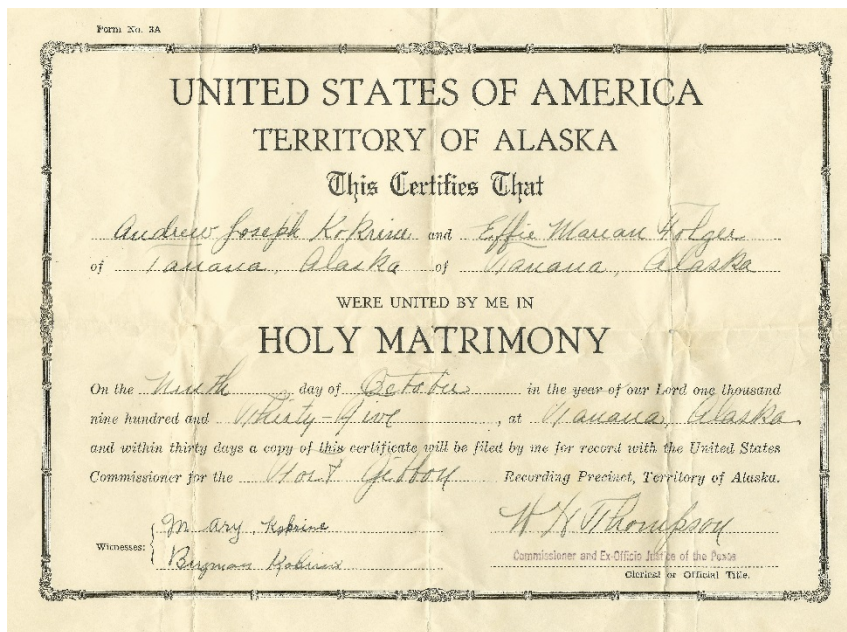 Form No. 3A
UNITED STATES OF AMERICA
TERRITORY OF ALASKA
This Certifies That
Andrew Joseph Kokrine and Effie Marian Folger
of Tanana, Alaska of Tanana, Alaska
WERE UNITED BY ME IN
HOLY MATRIMONY
On the Ninth day of October in the year of our Lord one thousand
nine hundred and Thirty-Five, at Tanana, Alaska
and within thirty days a copy of this certificate will be filed by me for record with the United States
Commissioner for the Fort Gibbon Recording Precinct, Territory of Alaska.
Witnesses: Mary Kokrine
Bergman Kokrine
W H Thompson
Commissioner and Ex-Officio Justice of the Peace
Clerical or Official Title.